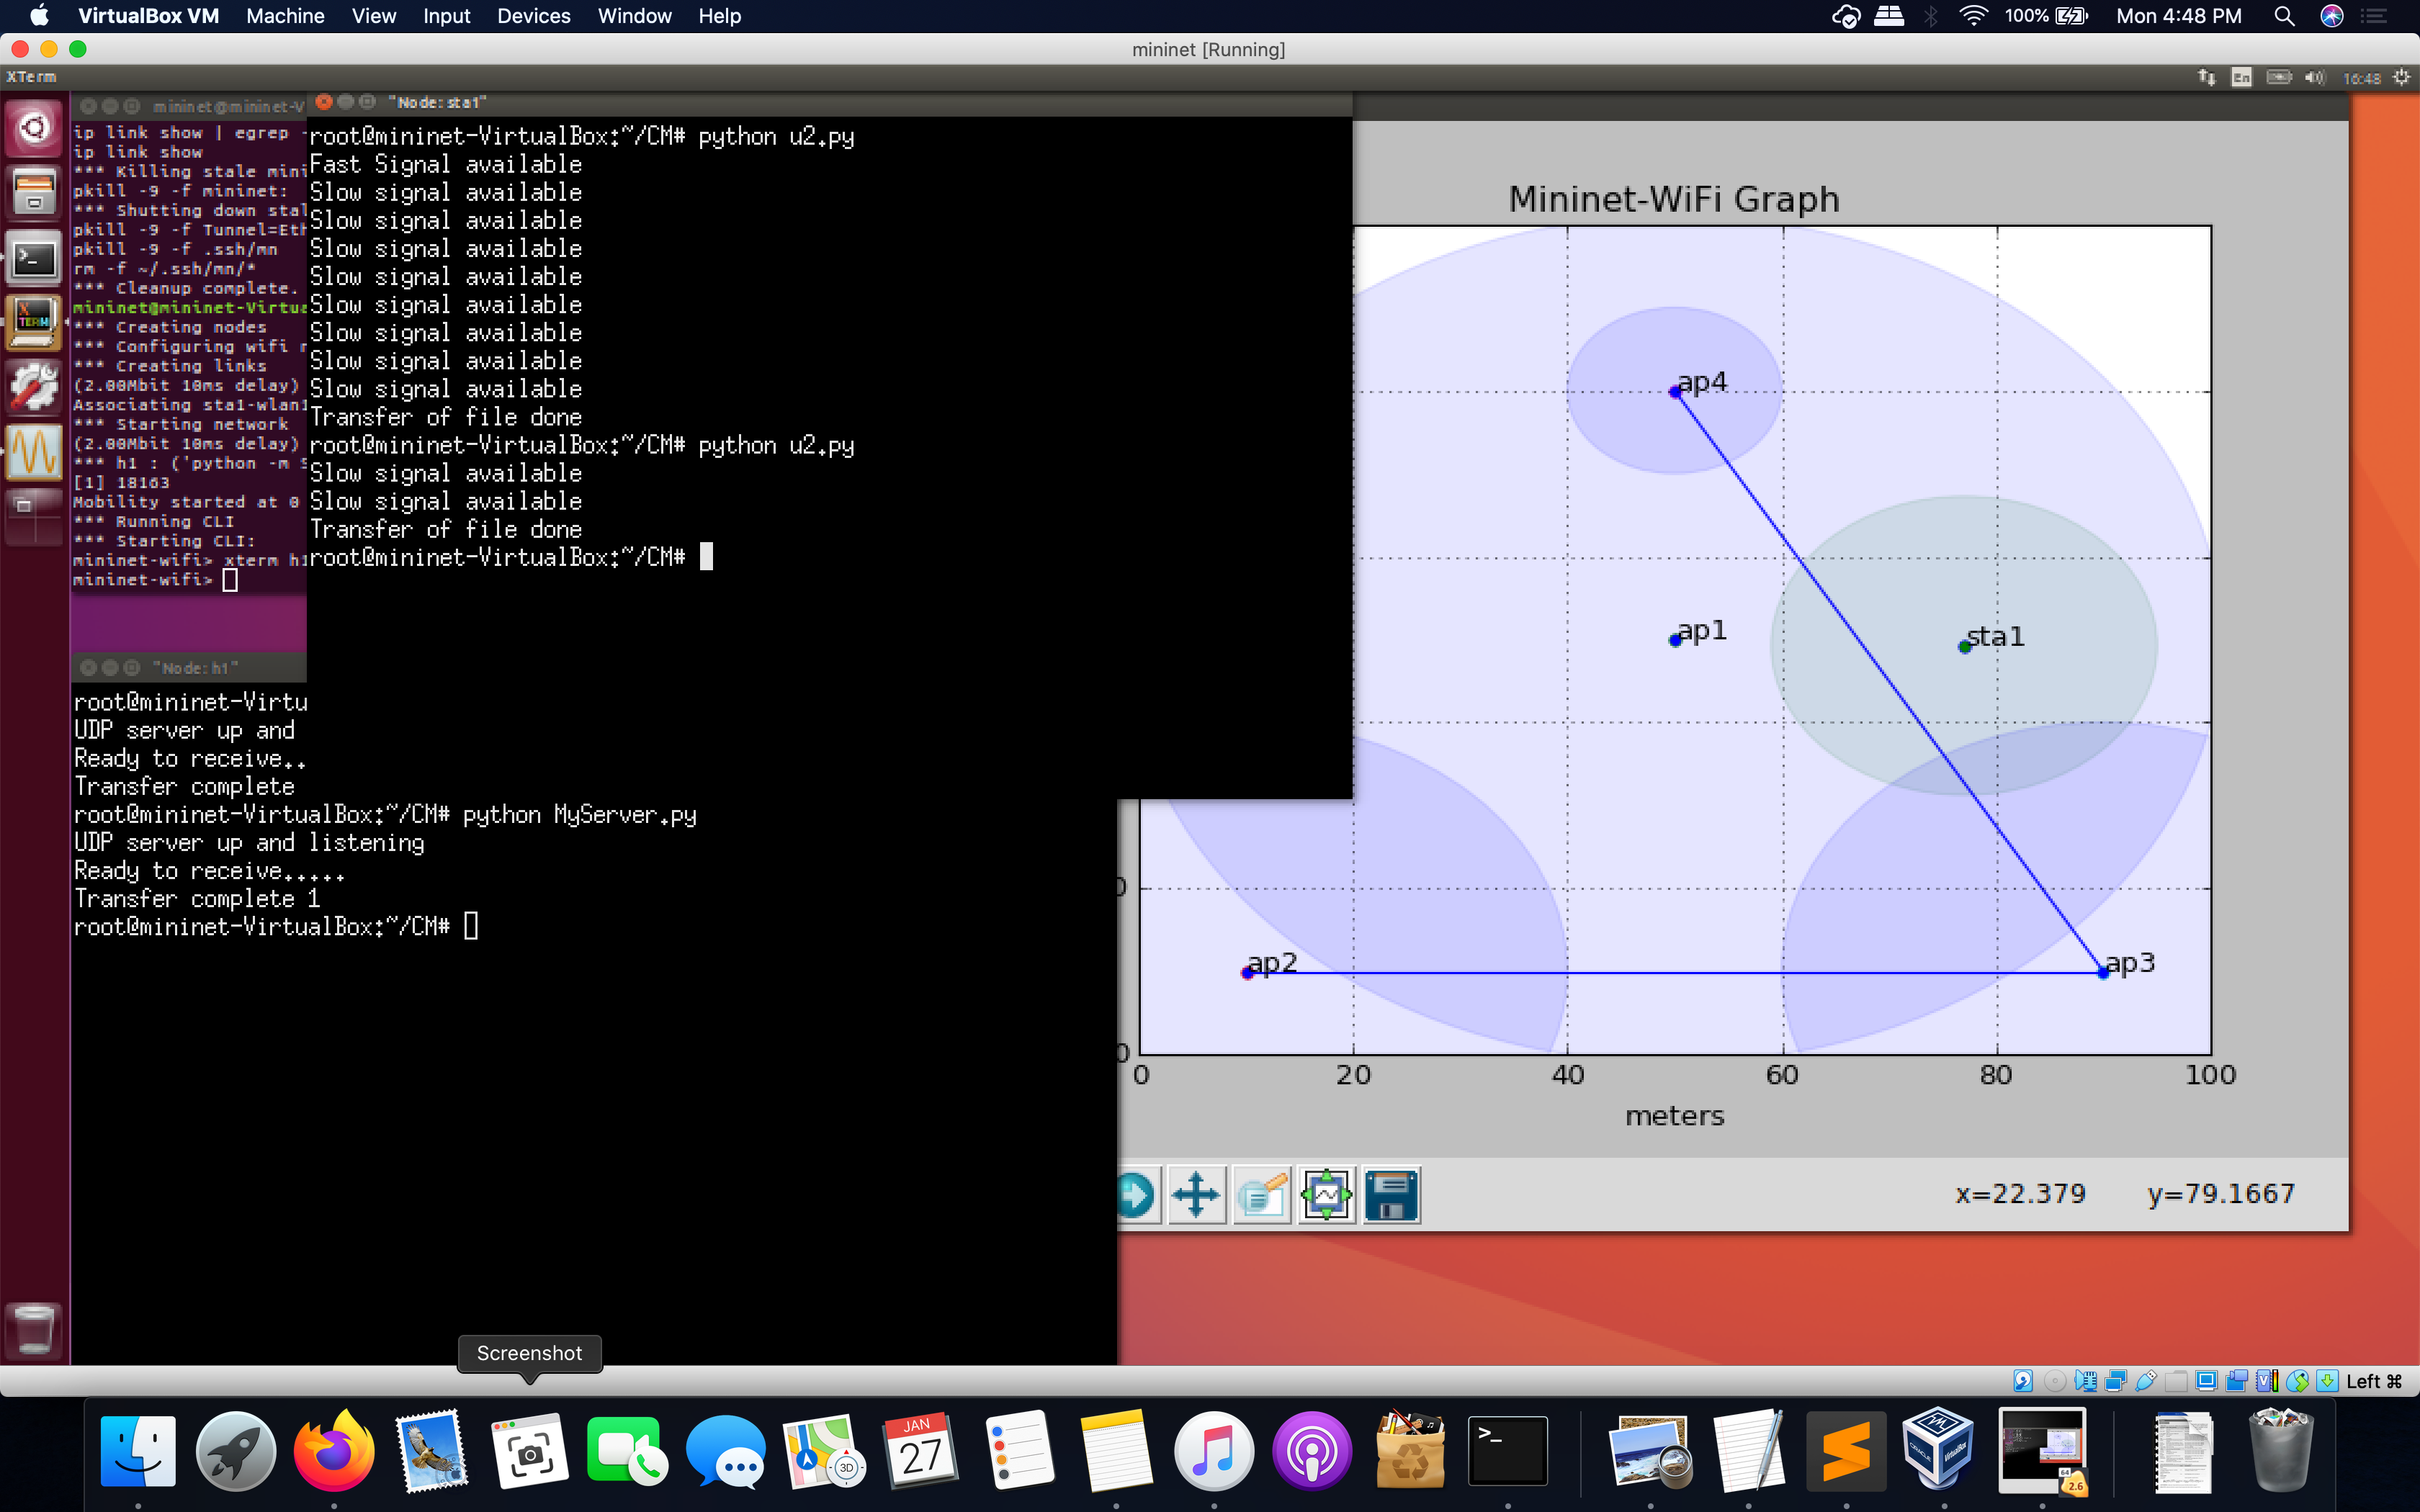 VirtualBox VM Machine View Input Devices Window Help 100% Mon 4:48 PM
mininet [Running]
XTerm En 16:48
mininet@mininet-V
ip link show | egrep -
ip link show
*** Killing stale mini
pkill -9 -f mininet:
*** Shutting down stal
pkill -9 -f Tunnel=Eth
pkill -9 -f .ssh/mn
rm -f ~/.ssh/mn/*
*** Cleanup complete.
mininet@mininet-Virtua
*** Creating nodes
*** Configuring wifi n
*** Creating links
(2.00Mbit 10ms delay)
Associating sta1-wlan1
*** Starting network
(2.00Mbit 10ms delay)
*** h1 : ('python -m S
[1] 18163
Mobility started at 0
*** Running CLI
*** Starting CLI:
mininet-wifi> xterm h1
mininet-wifi>
"Node: sta1"
root@mininet-VirtualBox:~/CM# python u2.py
Fast Signal available
Slow signal available
Slow signal available
Slow signal available
Slow signal available
Slow signal available
Slow signal available
Slow signal available
Slow signal available
Transfer of file done
root@mininet-VirtualBox:~/CM# python u2.py
Slow signal available
Slow signal available
Transfer of file done
root@mininet-VirtualBox:~/CM#
"Node: h1"
root@mininet-Virtu
UDP server up and
Ready to receive..
Transfer complete
root@mininet-VirtualBox:~/CM# python MyServer.py
UDP server up and listening
Ready to receive.....
Transfer complete 1
root@mininet-VirtualBox:~/CM#
Mininet-WiFi Graph
ap4
ap1
sta1
ap2
ap3
0
0
0 20 40 60 80 100
meters
x=22.379 y=79.1667
Screenshot
Left ⌘
JAN
27
3D
>_
64
2.6